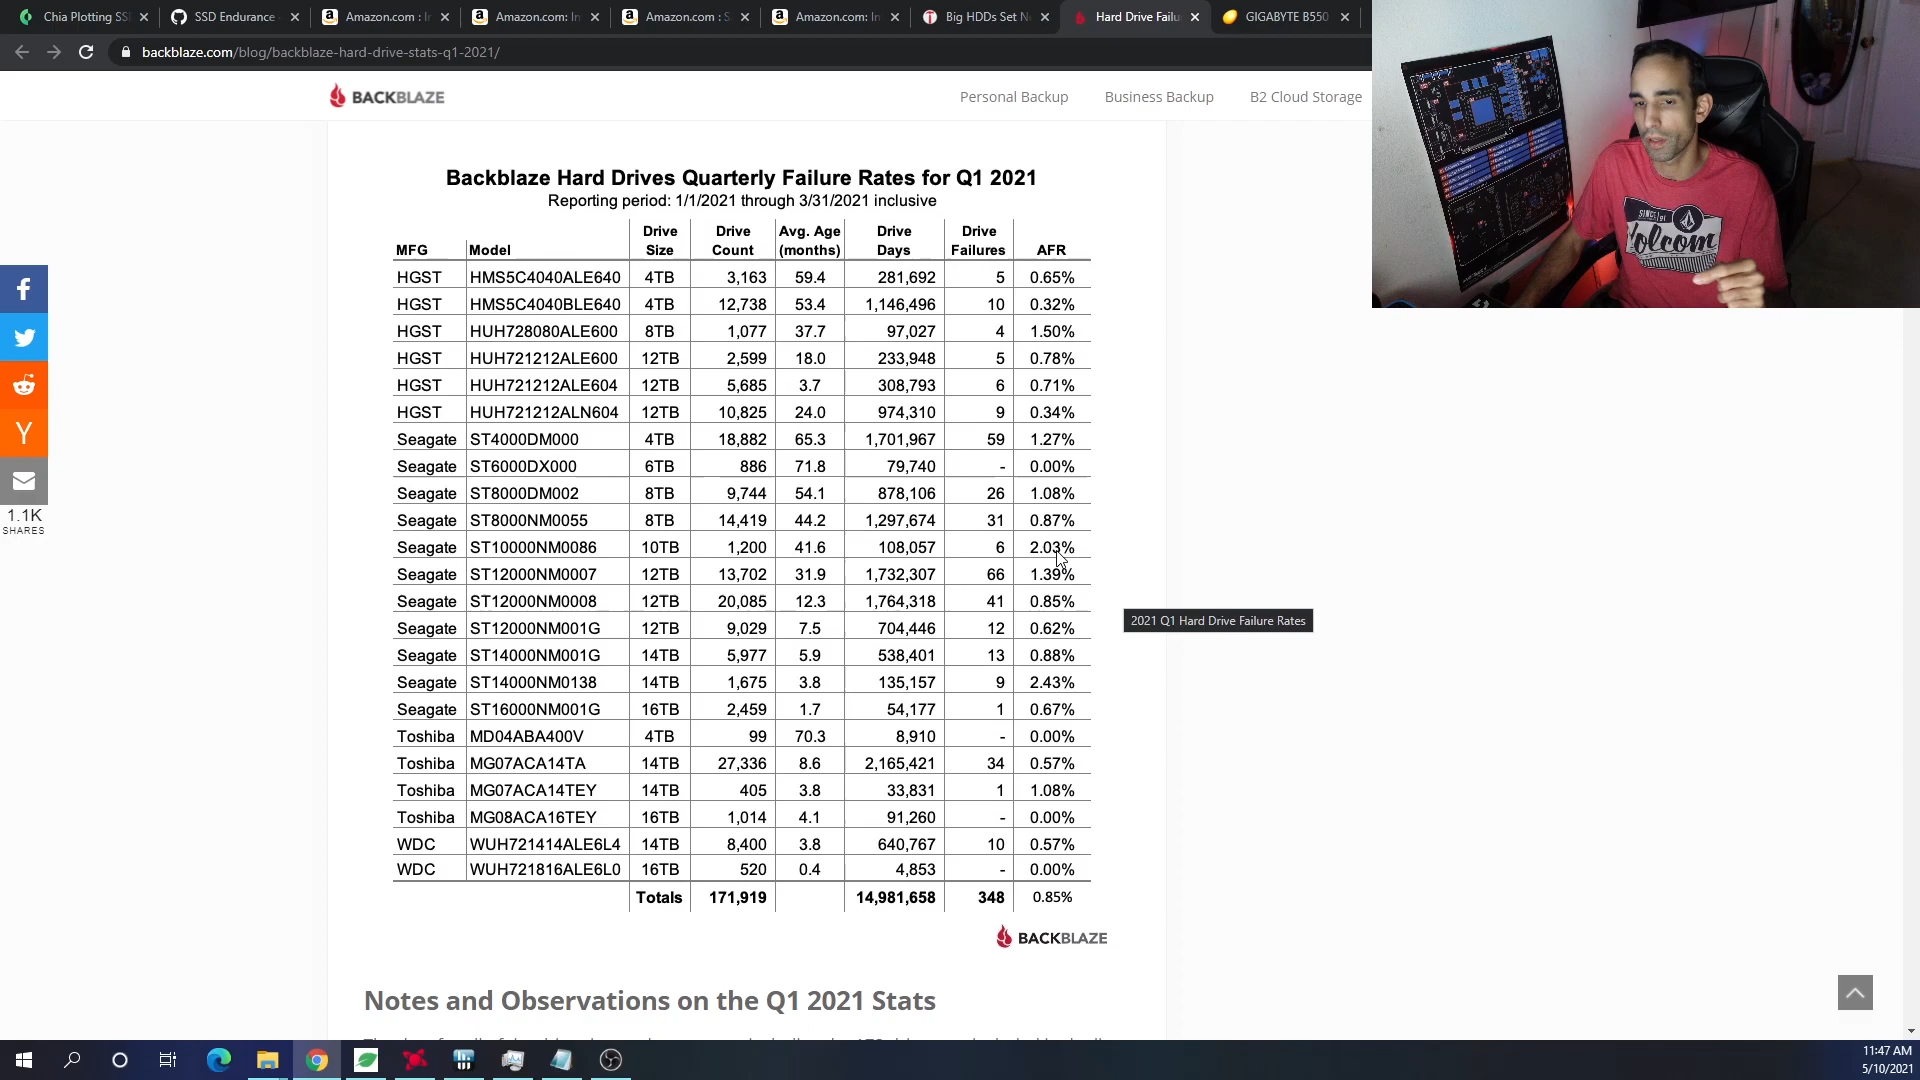 Chia Plotting SS
SSD Endurance
Amazon.com : I
Amazon.com: In
Amazon.com : S
Amazon.com: In
Big HDDs Set N
Hard Drive Failu
GIGABYTE B550
backblaze.com/blog/backblaze-hard-drive-stats-q1-2021/
BACKBLAZE
Personal Backup
Business Backup
B2 Cloud Storage
SINCE 91
Volcom
Backblaze Hard Drives Quarterly Failure Rates for Q1 2021
Reporting period: 1/1/2021 through 3/31/2021 inclusive
MFG Model Drive Size Drive Count Avg. Age (months) Drive Days Drive Failures AFR
HGST HMS5C4040ALE640 4TB 3,163 59.4 281,692 5 0.65%
HGST HMS5C4040BLE640 4TB 12,738 53.4 1,146,496 10 0.32%
HGST HUH728080ALE600 8TB 1,077 37.7 97,027 4 1.50%
HGST HUH721212ALE600 12TB 2,599 18.0 233,948 5 0.78%
HGST HUH721212ALE604 12TB 5,685 3.7 308,793 6 0.71%
HGST HUH721212ALN604 12TB 10,825 24.0 974,310 9 0.34%
Seagate ST4000DM000 4TB 18,882 65.3 1,701,967 59 1.27%
Seagate ST6000DX000 6TB 886 71.8 79,740 - 0.00%
Seagate ST8000DM002 8TB 9,744 54.1 878,106 26 1.08%
Seagate ST8000NM0055 8TB 14,419 44.2 1,297,674 31 0.87%
Seagate ST10000NM0086 10TB 1,200 41.6 108,057 6 2.03%
Seagate ST12000NM0007 12TB 13,702 31.9 1,732,307 66 1.39%
Seagate ST12000NM0008 12TB 20,085 12.3 1,764,318 41 0.85%
Seagate ST12000NM001G 12TB 9,029 7.5 704,446 12 0.62%
Seagate ST14000NM001G 14TB 5,977 5.9 538,401 13 0.88%
Seagate ST14000NM0138 14TB 1,675 3.8 135,157 9 2.43%
Seagate ST16000NM001G 16TB 2,459 1.7 54,177 1 0.67%
Toshiba MD04ABA400V 4TB 99 70.3 8,910 - 0.00%
Toshiba MG07ACA14TA 14TB 27,336 8.6 2,165,421 34 0.57%
Toshiba MG07ACA14TEY 14TB 405 3.8 33,831 1 1.08%
Toshiba MG08ACA16TEY 16TB 1,014 4.1 91,260 - 0.00%
WDC WUH721414ALE6L4 14TB 8,400 3.8 640,767 10 0.57%
WDC WUH721816ALE6L0 16TB 520 0.4 4,853 - 0.00%
Totals 171,919 14,981,658 348 0.85%
BACKBLAZE
1.1K
SHARES
2021 Q1 Hard Drive Failure Rates
Notes and Observations on the Q1 2021 Stats
11:47 AM
5/10/2021